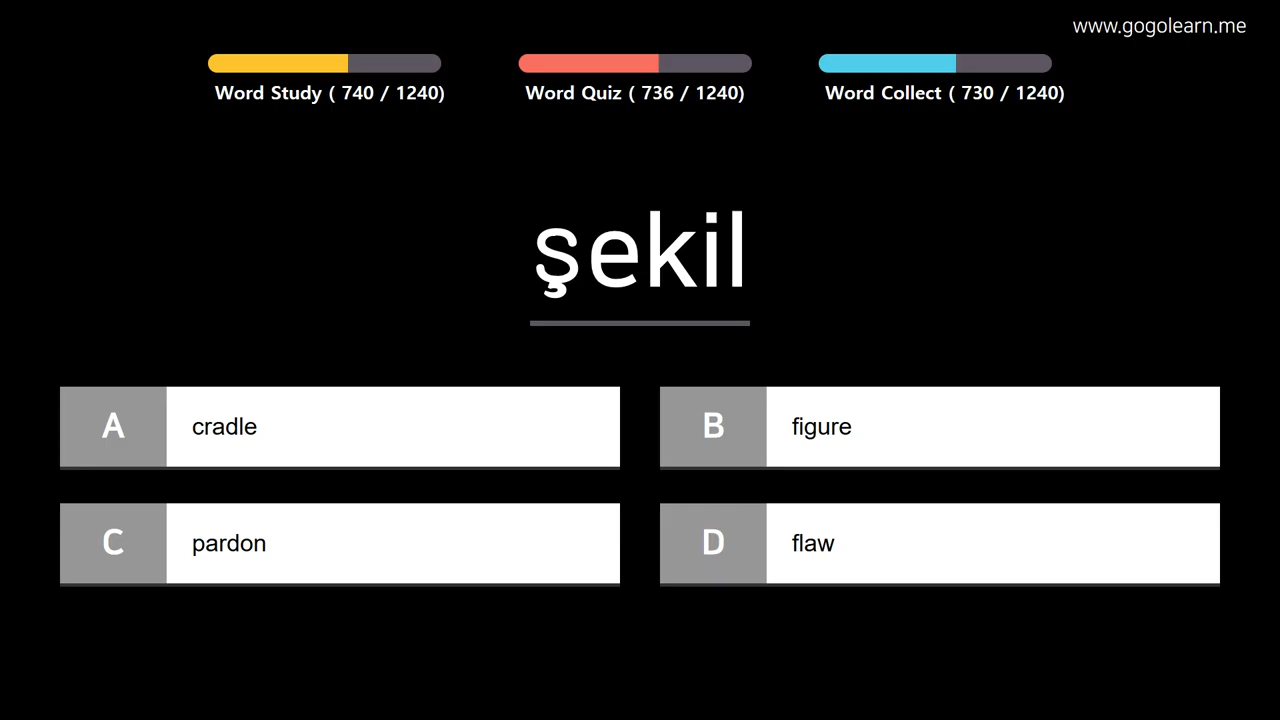 www.gogolearn.me
Word Study ( 740 / 1240)
Word Quiz ( 736 / 1240)
Word Collect ( 730 / 1240)
şekil
A cradle
B figure
C pardon
D flaw